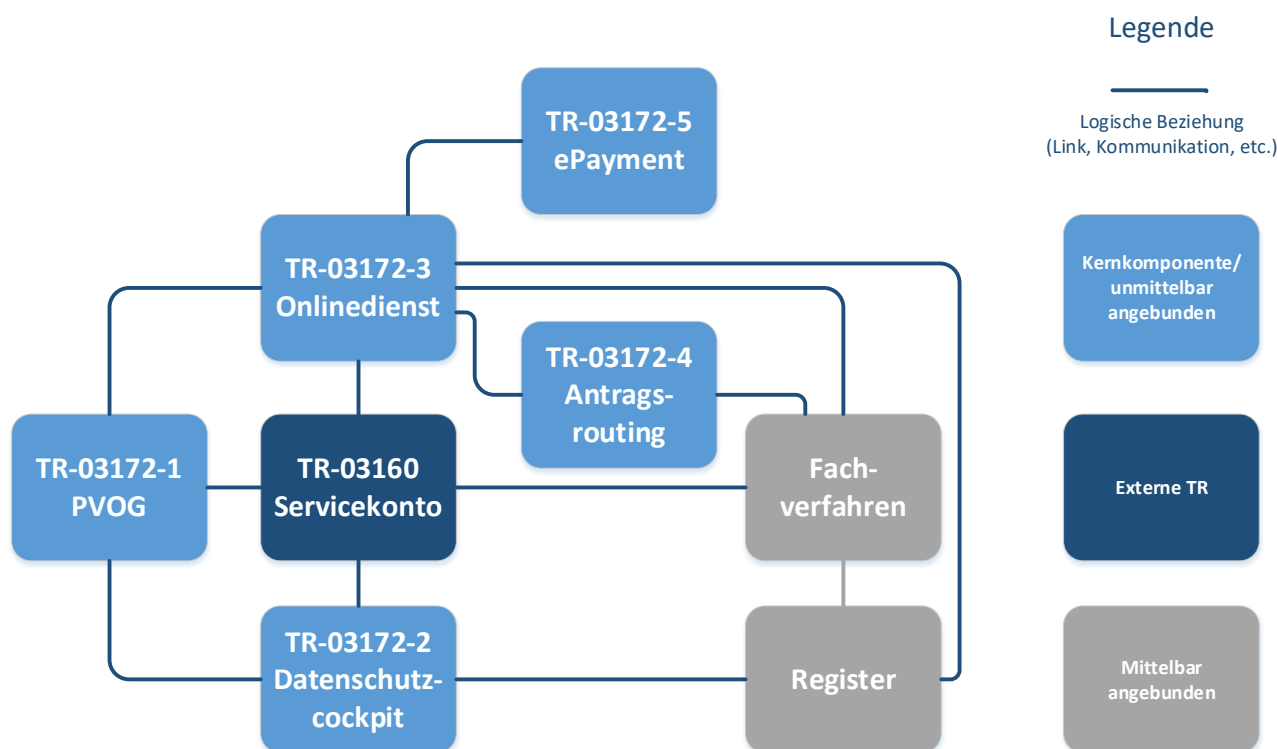 Legende
Logische Beziehung
(Link, Kommunikation, etc.)
TR-03172-5
ePayment
TR-03172-3
Onlinedienst
Kernkomponente/
unmittelbar
angebunden
TR-03172-4
Antrags-
routing
TR-03172-1
PVOG
TR-03160
Servicekonto
Fach-
verfahren
Externe TR
TR-03172-2
Datenschutz-
cockpit
Register
Mittelbar
angebunden